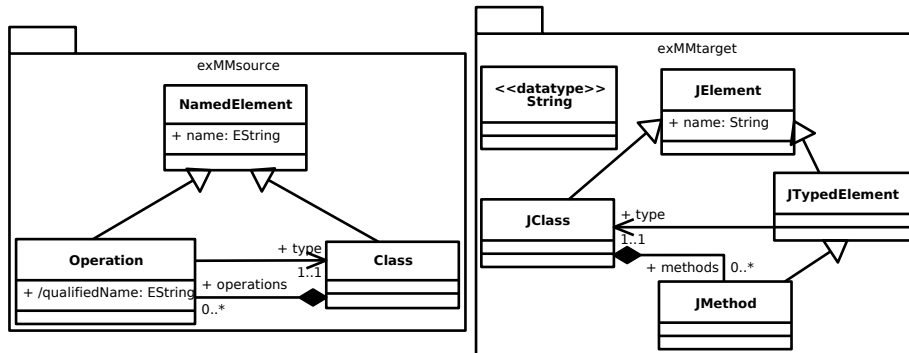 exMMsource
NamedElement
+ name: EString
Operation
+ /qualifiedName: EString
+ type
1..1
+ operations
0..*
Class
exMMtarget
<<datatype>>
String
JElement
+ name: String
JClass
+ type
1..1
JTypedElement
+ methods
0..*
JMethod